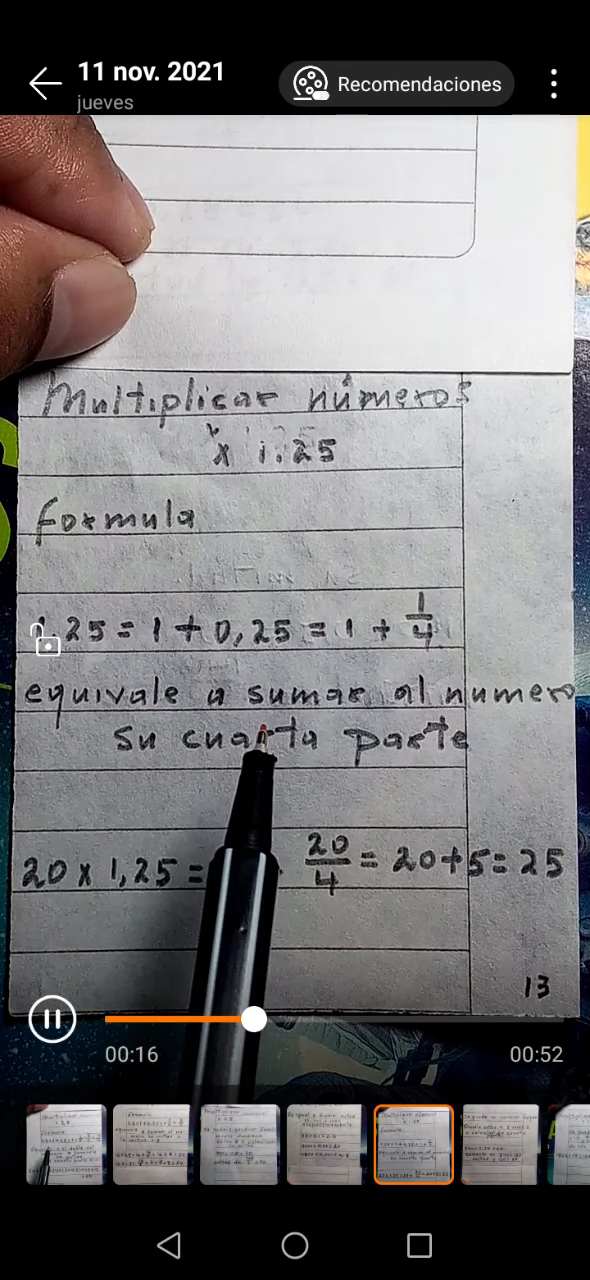 11 nov. 2021
jueves
Recomendaciones
Multiplicar números
x 1.25
formula
25 = 1 + 0,25 = 1 + 1/4
equivale a sumar al numero
su cuarta parte
20 x 1,25 = 20/4 = 20+5=25
13
00:16
00:52